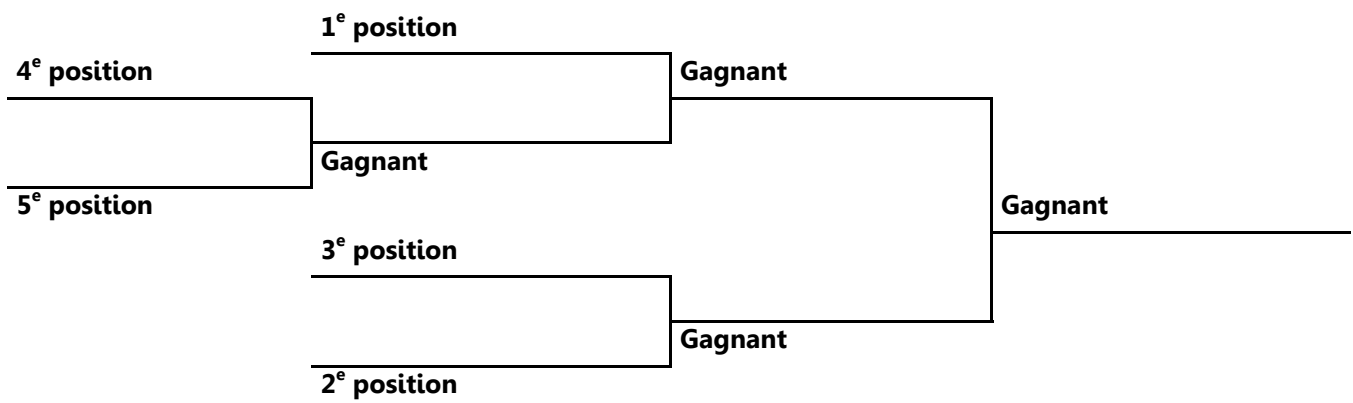 1ᵉ position
4ᵉ position
Gagnant
Gagnant
5ᵉ position
Gagnant
3ᵉ position
Gagnant
2ᵉ position